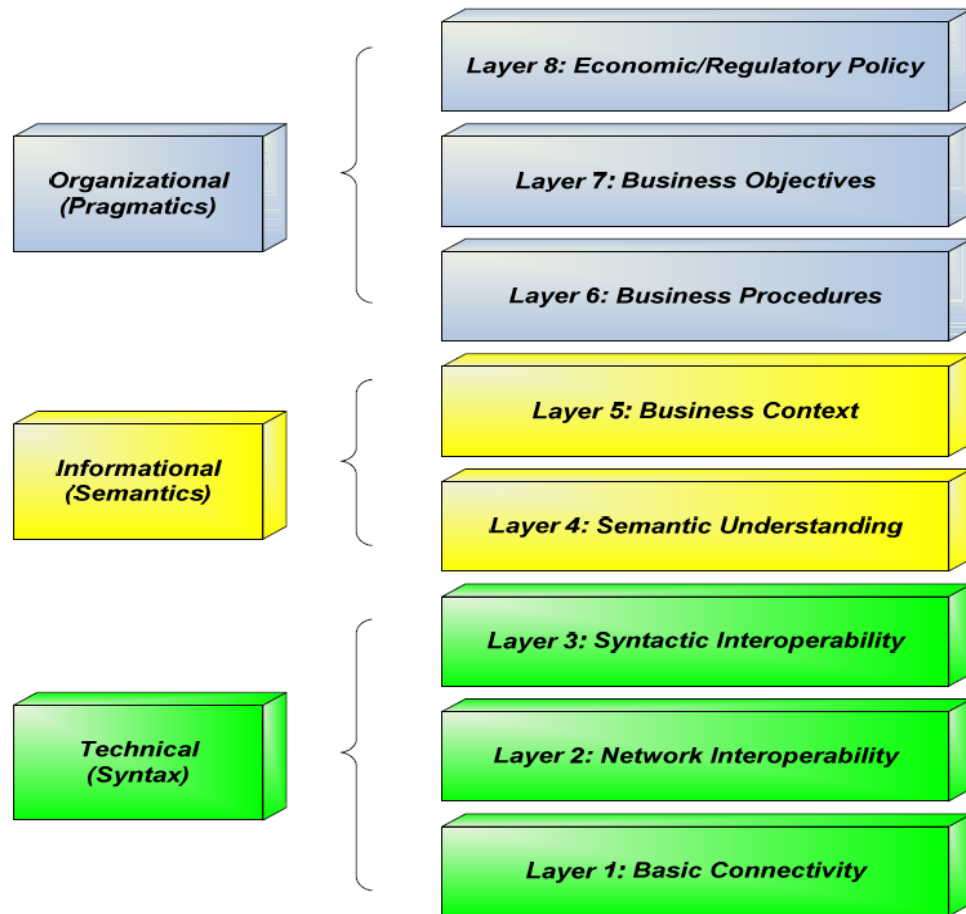 Layer 8: Economic/Regulatory Policy
Organizational
(Pragmatics)
Layer 7: Business Objectives
Layer 6: Business Procedures
Informational
(Semantics)
Layer 5: Business Context
Layer 4: Semantic Understanding
Technical
(Syntax)
Layer 3: Syntactic Interoperability
Layer 2: Network Interoperability
Layer 1: Basic Connectivity